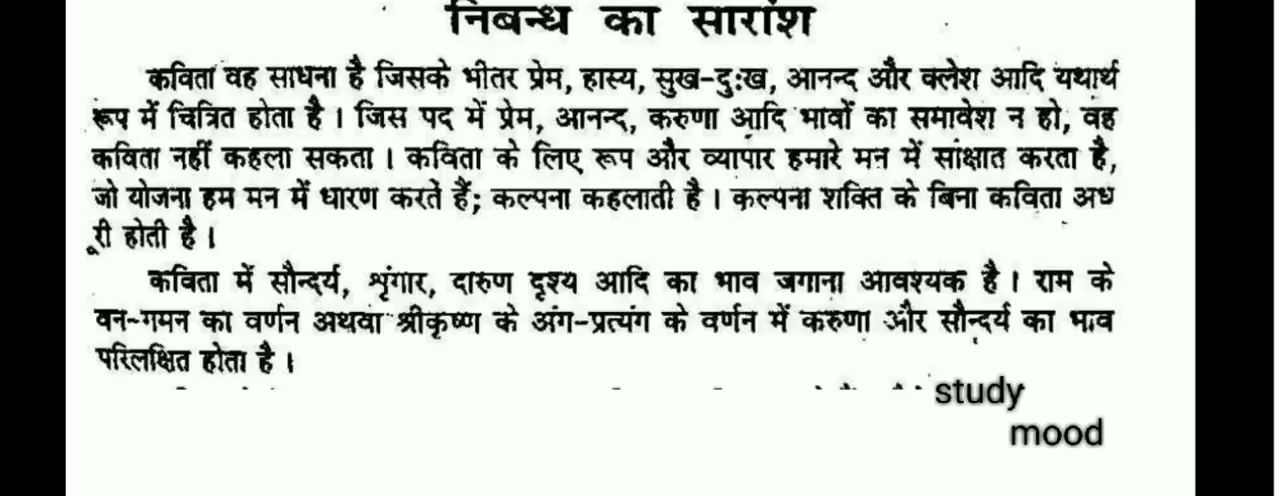 निबन्ध का सारांश
कविता वह साधना है जिसके भीतर प्रेम, हास्य, सुख-दुःख, आनन्द और क्लेश आदि यथार्थ
रूप में चित्रित होता है । जिस पद में प्रेम, आनन्द, करुणा आदि भावों का समावेश न हो, वह
कविता नहीं कहला सकता । कविता के लिए रूप और व्यापार हमारे मन में सांक्षात करता है,
जो योजना हम मन में धारण करते हैं; कल्पना कहलाती है । कल्पना शक्ति के बिना कविता अध
ूरी होती है ।
कविता में सौन्दर्य, शृंगार, दारुण दृश्य आदि का भाव जगाना आवश्यक है । राम के
वन-गमन का वर्णन अथवा श्रीकृष्ण के अंग-प्रत्यंग के वर्णन में करुणा और सौन्दर्य का भाव
परिलक्षित होता है ।
study
mood